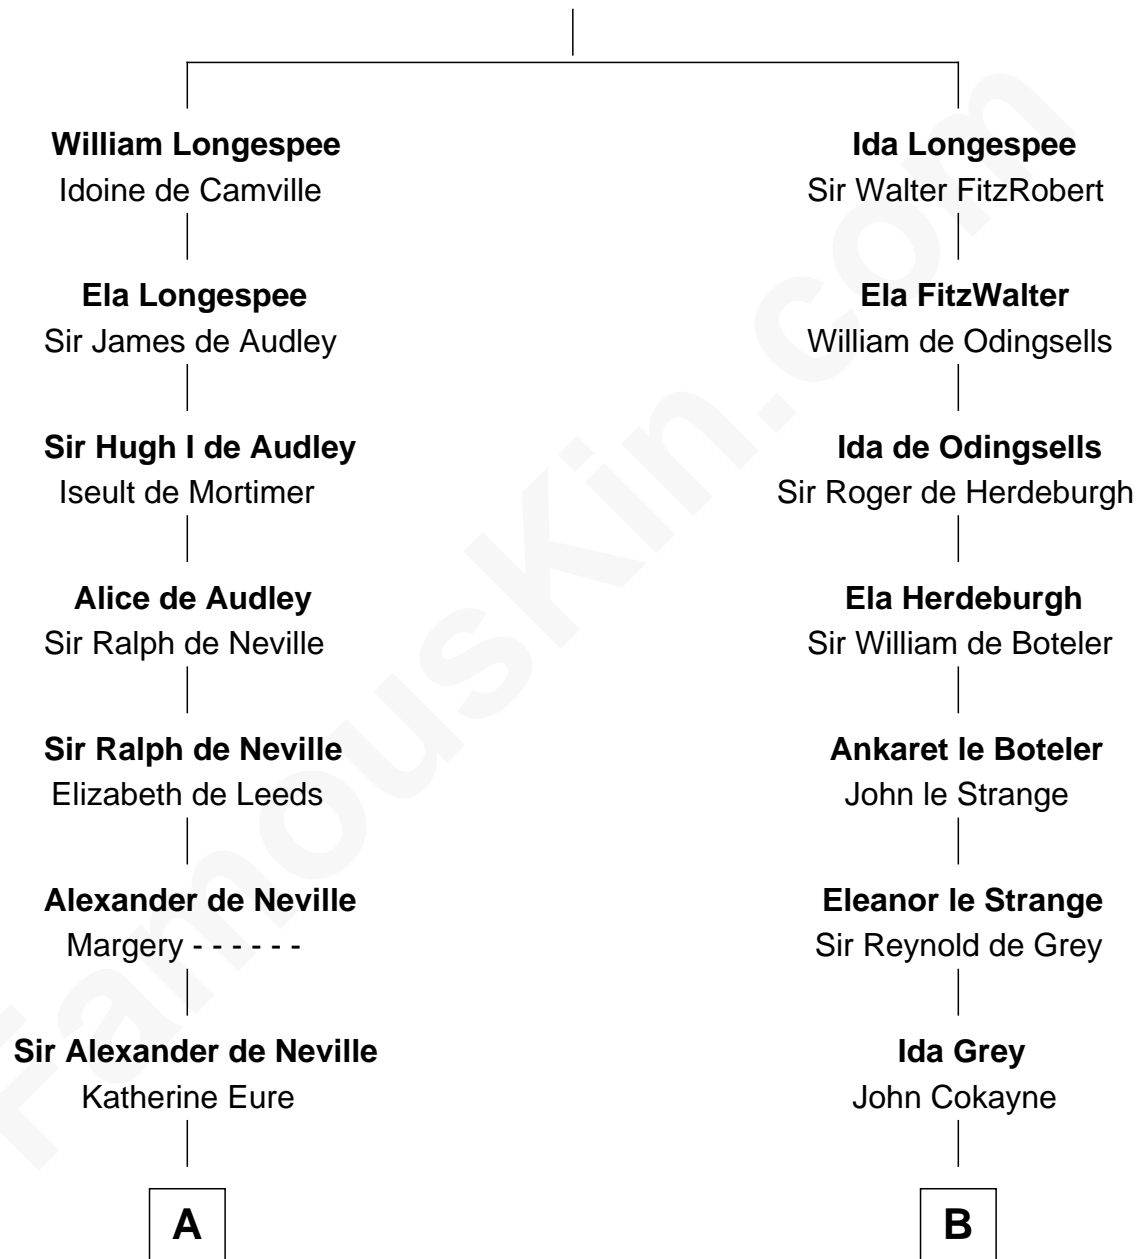 William Longespee
Idoine de Camville
Ela Longespee
Sir James de Audley
Sir Hugh I de Audley
Iseult de Mortimer
Alice de Audley
Sir Ralph de Neville
Sir Ralph de Neville
Elizabeth de Leeds
Alexander de Neville
Margery - - - - - -
Sir Alexander de Neville
Katherine Eure
A
Ida Longespee
Sir Walter FitzRobert
Ela FitzWalter
William de Odingsells
Ida de Odingsells
Sir Roger de Herdeburgh
Ela Herdeburgh
Sir William de Boteler
Ankaret le Boteler
John le Strange
Eleanor le Strange
Sir Reynold de Grey
Ida Grey
John Cokayne
B
FamousKin.com